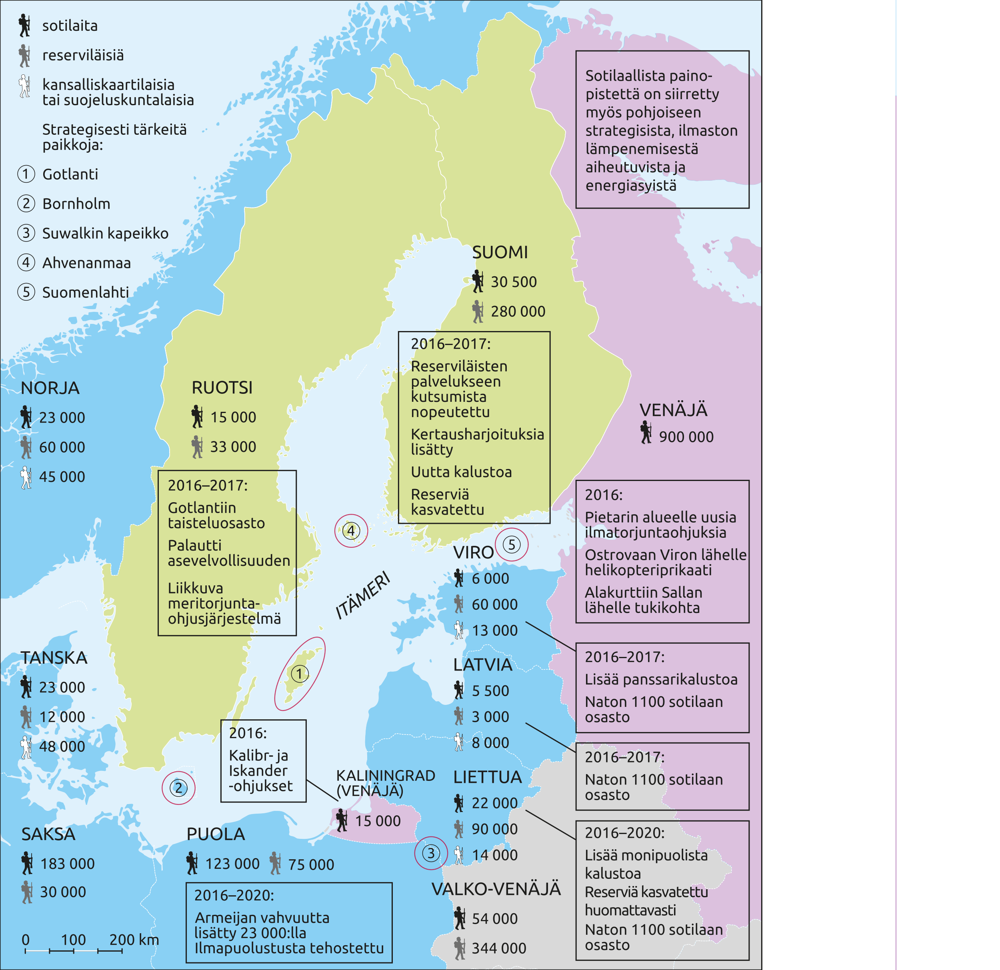 sotilaita
reserviläisiä
kansalliskaartilaisia
tai suojeluskuntalaisia
Strategisesti tärkeitä
paikkoja:
1 Gotlanti
2 Bornholm
3 Suwalkin kapeikko
4 Ahvenanmaa
5 Suomenlahti
Sotilaallista paino-
pistettä on siirretty
myös pohjoiseen
strategisista, ilmaston
lämpenemisestä
aiheutuvista ja
energiasyistä
SUOMI
30 500
280 000
2016–2017:
Reserviläisten
palvelukseen
kutsumista
nopeutettu
Kertausharjoituksia
lisätty
Uutta kalustoa
Reserviä
kasvatettu
NORJA
23 000
60 000
45 000
RUOTSI
15 000
33 000
2016–2017:
Gotlantiin
taisteluosasto
Palautti
asevelvollisuuden
Liikkuva
meritorjunta-
ohjusjärjestelmä
VENÄJÄ
900 000
2016:
Pietarin alueelle uusia
ilmatorjuntaohjuksia
Ostrovaan Viron lähelle
helikopteriprikaati
Alakurttiin Sallan
lähelle tukikohta
4
5
ITÄMERI
VIRO
6 000
60 000
13 000
2016–2017:
Lisää panssarikalustoa
Naton 1100 sotilaan
osasto
TANSKA
23 000
12 000
48 000
1
LATVIA
5 500
3 000
8 000
2016–2017:
Naton 1100 sotilaan
osasto
2016:
Kalibr- ja
Iskander
-ohjukset
KALININGRAD
(VENÄJÄ)
15 000
2
LIETTUA
22 000
90 000
14 000
2016–2020:
Lisää monipuolista
kalustoa
Reserviä kasvatettu
huomattavasti
Naton 1100 sotilaan
osasto
3
SAKSA
183 000
30 000
PUOLA
123 000 75 000
2016–2020:
Armeijan vahvuutta
lisätty 23 000:lla
Ilmapuolustusta tehostettu
VALKO-VENÄJÄ
54 000
344 000
0 100 200 km